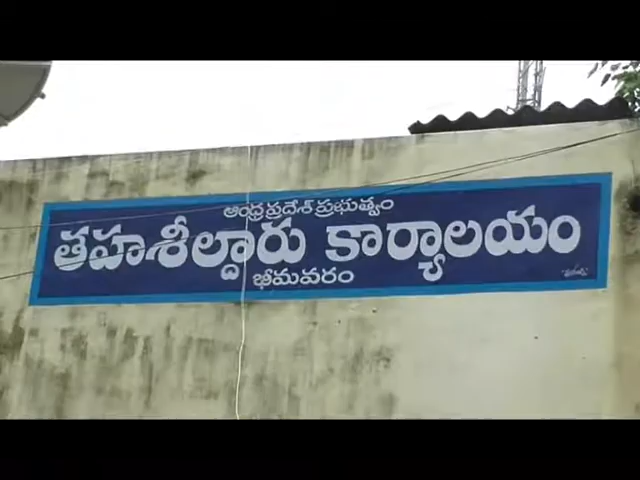 ఆంధ్రప్రదేశ్ ప్రభుత్వం
తహశీల్దారు కార్యాలయం
భీమవరం